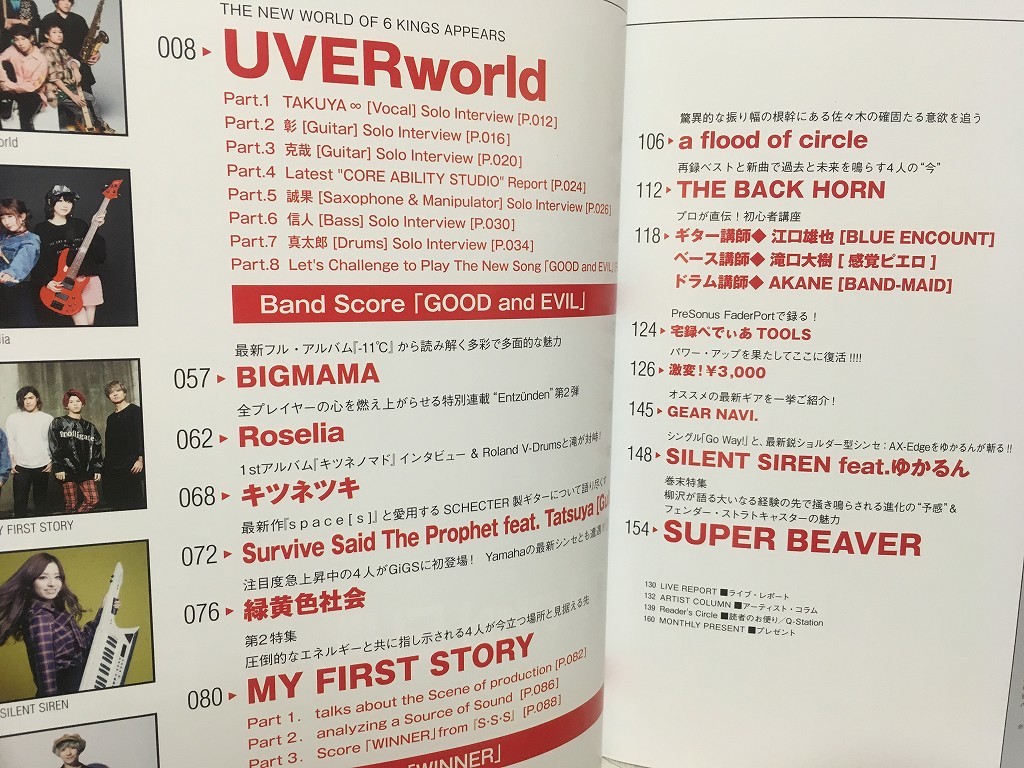 THE NEW WORLD OF 6 KINGS APPEARS
008 UVERworld
Part.1 TAKUYA∞ [Vocal] Solo Interview [P.012]
Part.2 彰 [Guitar] Solo Interview [P.016]
Part.3 克哉 [Guitar] Solo Interview [P.020]
Part.4 Latest "CORE ABILITY STUDIO" Report [P.024]
Part.5 誠果 [Saxophone & Manipulator] Solo Interview [P.026]
Part.6 信人 [Bass] Solo Interview [P.030]
Part.7 真太郎 [Drums] Solo Interview [P.034]
Part.8 Let's Challenge to Play The New Song「GOOD and EVIL」
Band Score「GOOD and EVIL」
最新フル・アルバム『-11℃』から読み解く多彩で多面的な魅力
057 BIGMAMA
全プレイヤーの心を燃え上がらせる特別連載“Entzünden”第2弾
062 Roselia
1stアルバム『キツネノマド』インタビュー & Roland V-Drumsと滝が対峙!
068 キツネツキ
最新作『space[s]』と愛用する SCHECTER 製ギターについて語り尽くす
072 Survive Said The Prophet feat. Tatsuya
注目度急上昇中の4人がGiGSに初登場! Yamahaの最新シンセとも遭遇
076 緑黄色社会
第2特集
圧倒的なエネルギーと共に指し示される4人が今立つ場所と見据える先
080 MY FIRST STORY
Part 1. talks about the Scene of production [P.082]
Part 2. analyzing a Source of Sound [P.086]
Part 3. Score「WINNER」from『S・S・S』[P.088]
「WINNER」
orld
ia
Y FIRST STORY
SILENT SIREN
驚異的な振り幅の根幹にある佐々木の確固たる意欲を追う
106 a flood of circle
再録ベストと新曲で過去と未来を鳴らす4人の“今”
112 THE BACK HORN
プロが直伝!初心者講座
118 ギター講師◆ 江口雄也 [BLUE ENCOUNT]
ベース講師◆ 滝口大樹 [ 感覚ピエロ ]
ドラム講師◆ AKANE [BAND-MAID]
PreSonus FaderPortで録る!
124 宅録ぺでぃあ TOOLS
パワー・アップを果たしてここに復活!!!!
126 激変!¥3,000
オススメの最新ギアを一挙ご紹介!
145 GEAR NAVI.
シングル「Go Way!」と、最新鋭ショルダー型シンセ:AX-Edgeをゆかるんが斬る!!
148 SILENT SIREN feat.ゆかるん
巻末特集
柳沢が語る大いなる経験の先で掻き鳴らされる進化の“予感”&
フェンダー・ストラトキャスターの魅力
154 SUPER BEAVER
130 LIVE REPORT ■ライブ・レポート
132 ARTIST COLUMN ■アーティスト・コラム
139 Reader's Circle ■読者のお便り/Q-Station
160 MONTHLY PRESENT ■プレゼント